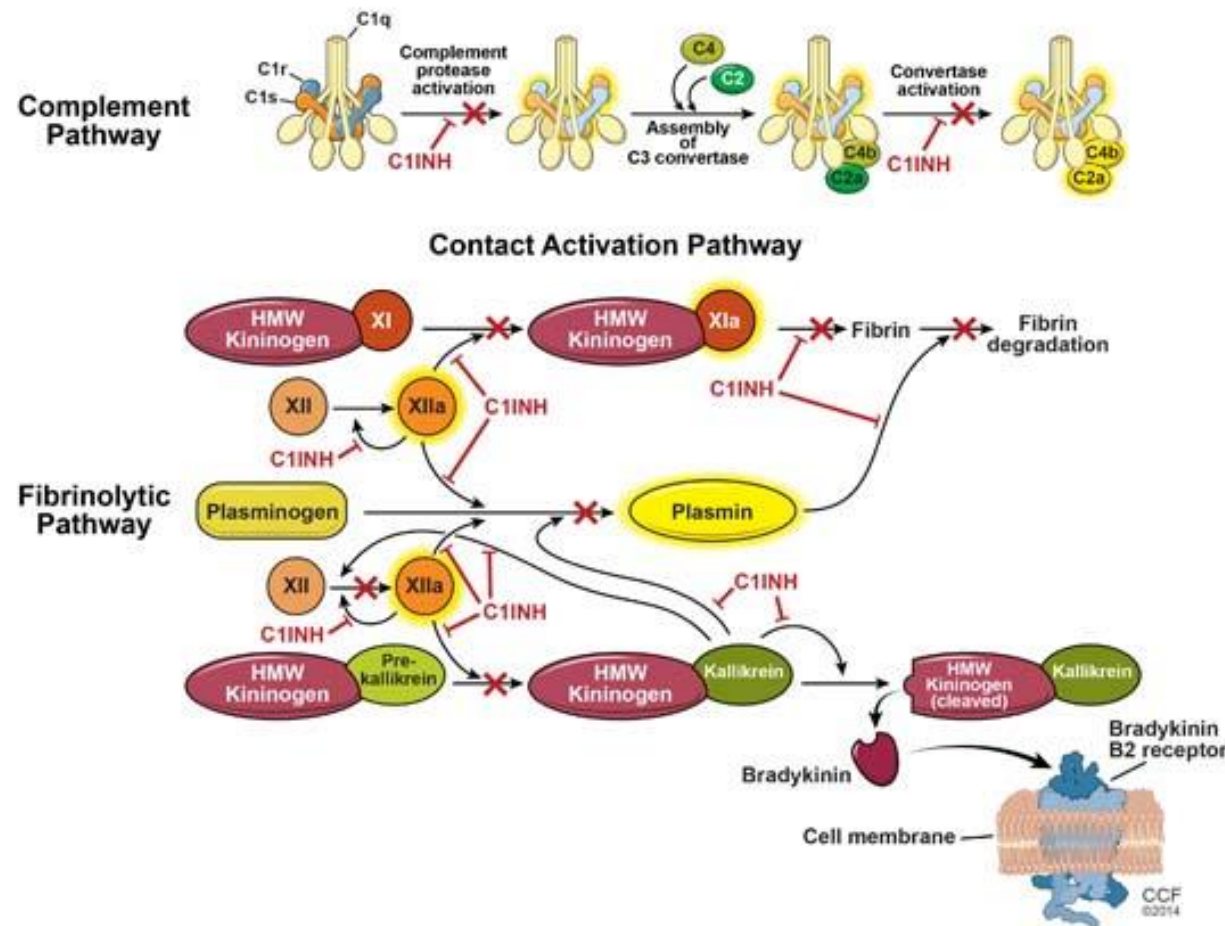 C1q
C1r
C1s
Complement
Pathway
Complement
protease
activation
C1INH
C4
C2
Assembly
of
C3 convertase
C4b
C2a
Convertase
activation
C1INH
C4b
C2a
Contact Activation Pathway
HMW
Kininogen
XI
HMW
Kininogen
XIa
Fibrin
Fibrin
degradation
XII
XIIa
C1INH
C1INH
C1INH
Fibrinolytic
Pathway
Plasminogen
Plasmin
XII
XIIa
C1INH
C1INH
C1INH
HMW
Kininogen
Pre-
kallikrein
HMW
Kininogen
Kallikrein
HMW
Kininogen
(cleaved)
Kallikrein
Bradykinin
Bradykinin
B2 receptor
Cell membrane
CCF
©2014